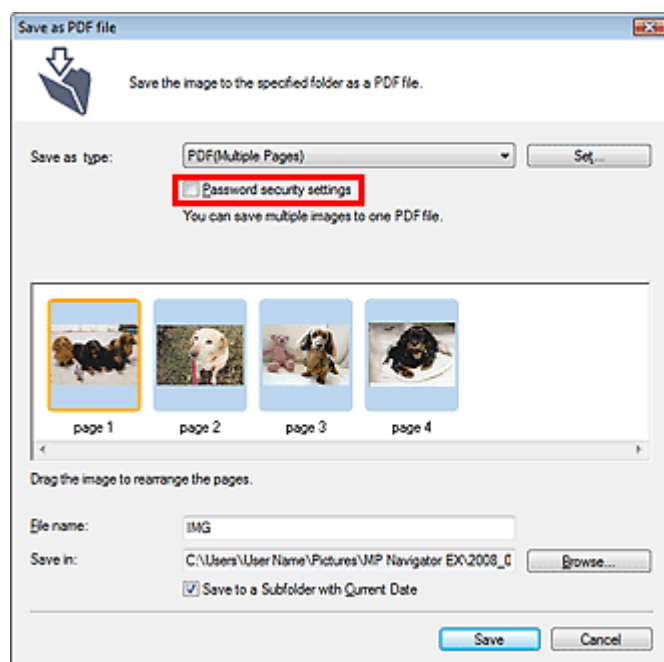 Save as PDF file
Save the image to the specified folder as a PDF file.
Save as type: PDF(Multiple Pages) Set...
Password security settings
You can save multiple images to one PDF file.
page 1 page 2 page 3 page 4
Drag the image to rearrange the pages.
File name: IMG
Save in: C:\Users\User Name\Pictures\MP Navigator EX\2008_0 Browse...
Save to a Subfolder with Current Date
Save Cancel